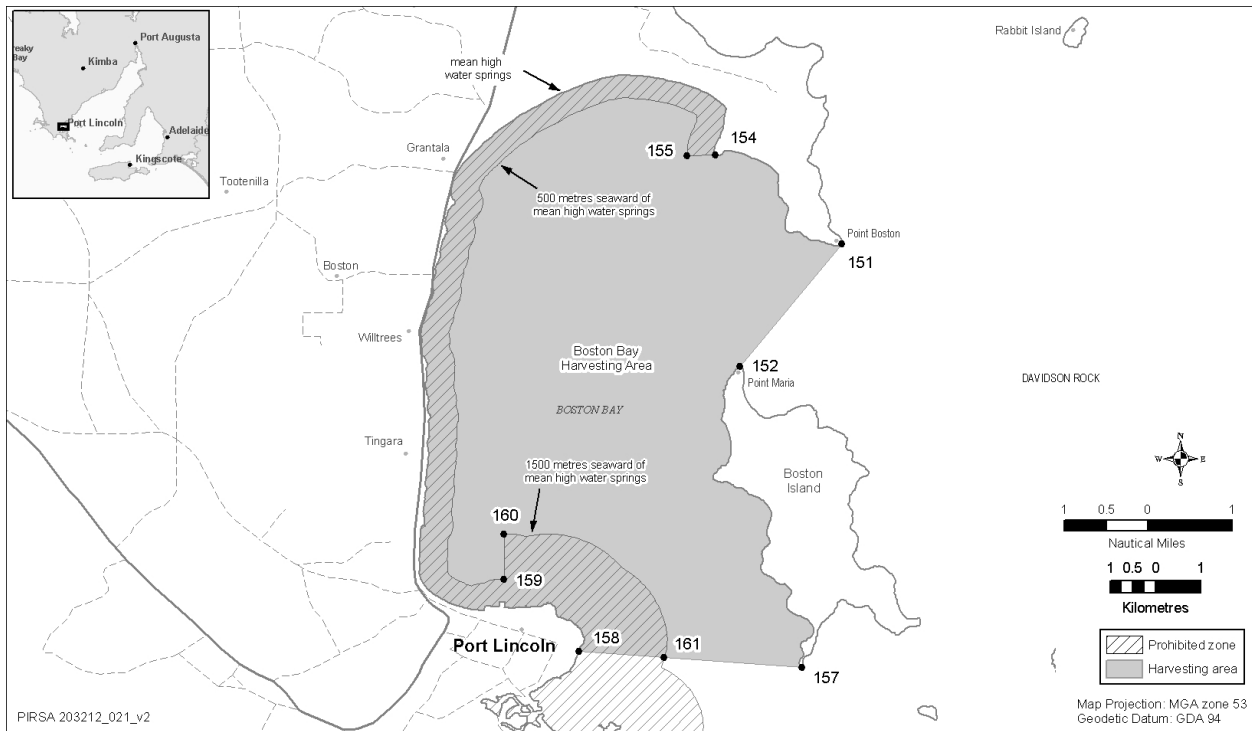 reaky
Bay
Port Augusta
Kimba
Port Lincoln
Adelaide
Kingscote
Rabbit Island
mean high
water springs
155
154
Grantala
Tootenilla
500 metres seaward of
mean high water springs
Point Boston
151
Boston
Wiltrees
Boston Bay
Harvesting Area
152
Point Maria
DAVIDSON ROCK
BOSTON BAY
Tingara
1500 metres seaward of
mean high water springs
Boston
Island
N
W E
S
160
159
1 0.5 0 1
Nautical Miles
1 0.5 0 1
Kilometres
Port Lincoln
158
161
157
Prohibited zone
Harvesting area
PIRSA 203212_021_v2
Map Projection: MGA zone 53
Geodetic Datum: GDA 94